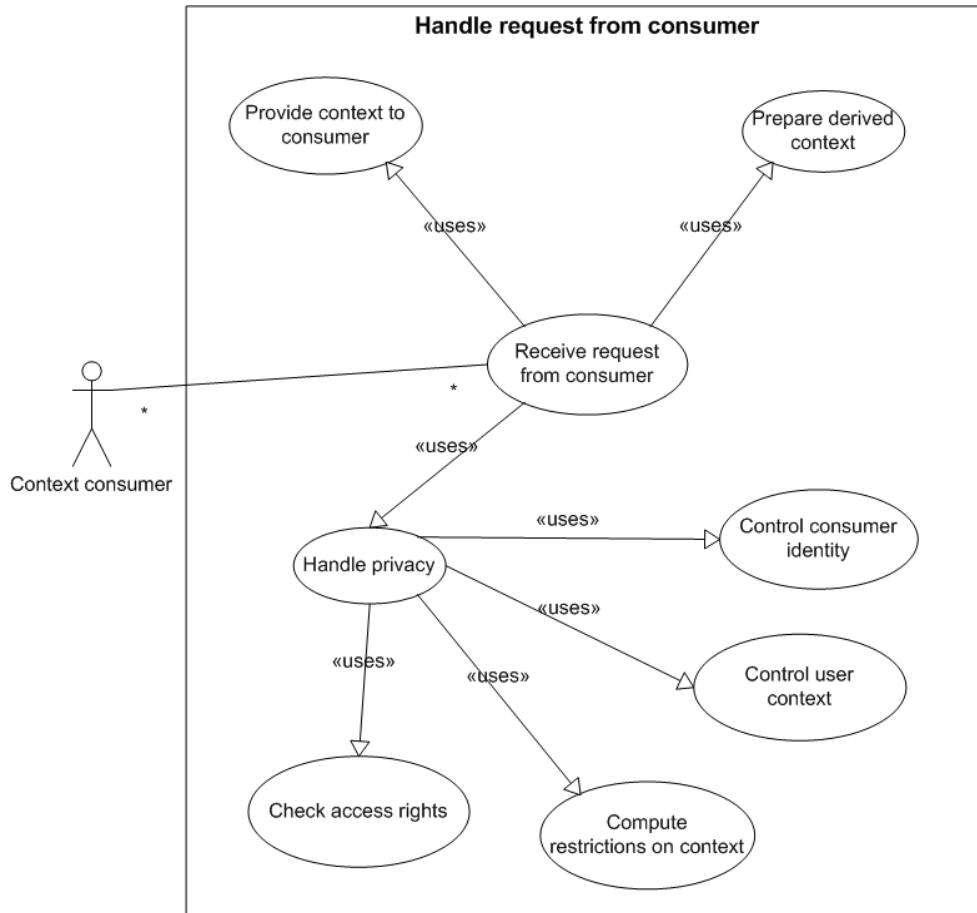 Handle request from consumer
Provide context to
consumer
Prepare derived
context
«uses»
«uses»
Receive request
from consumer
*
*
Context consumer
«uses»
Handle privacy
«uses»
Control consumer
identity
«uses»
Control user
context
«uses»
«uses»
Check access rights
Compute
restrictions on context